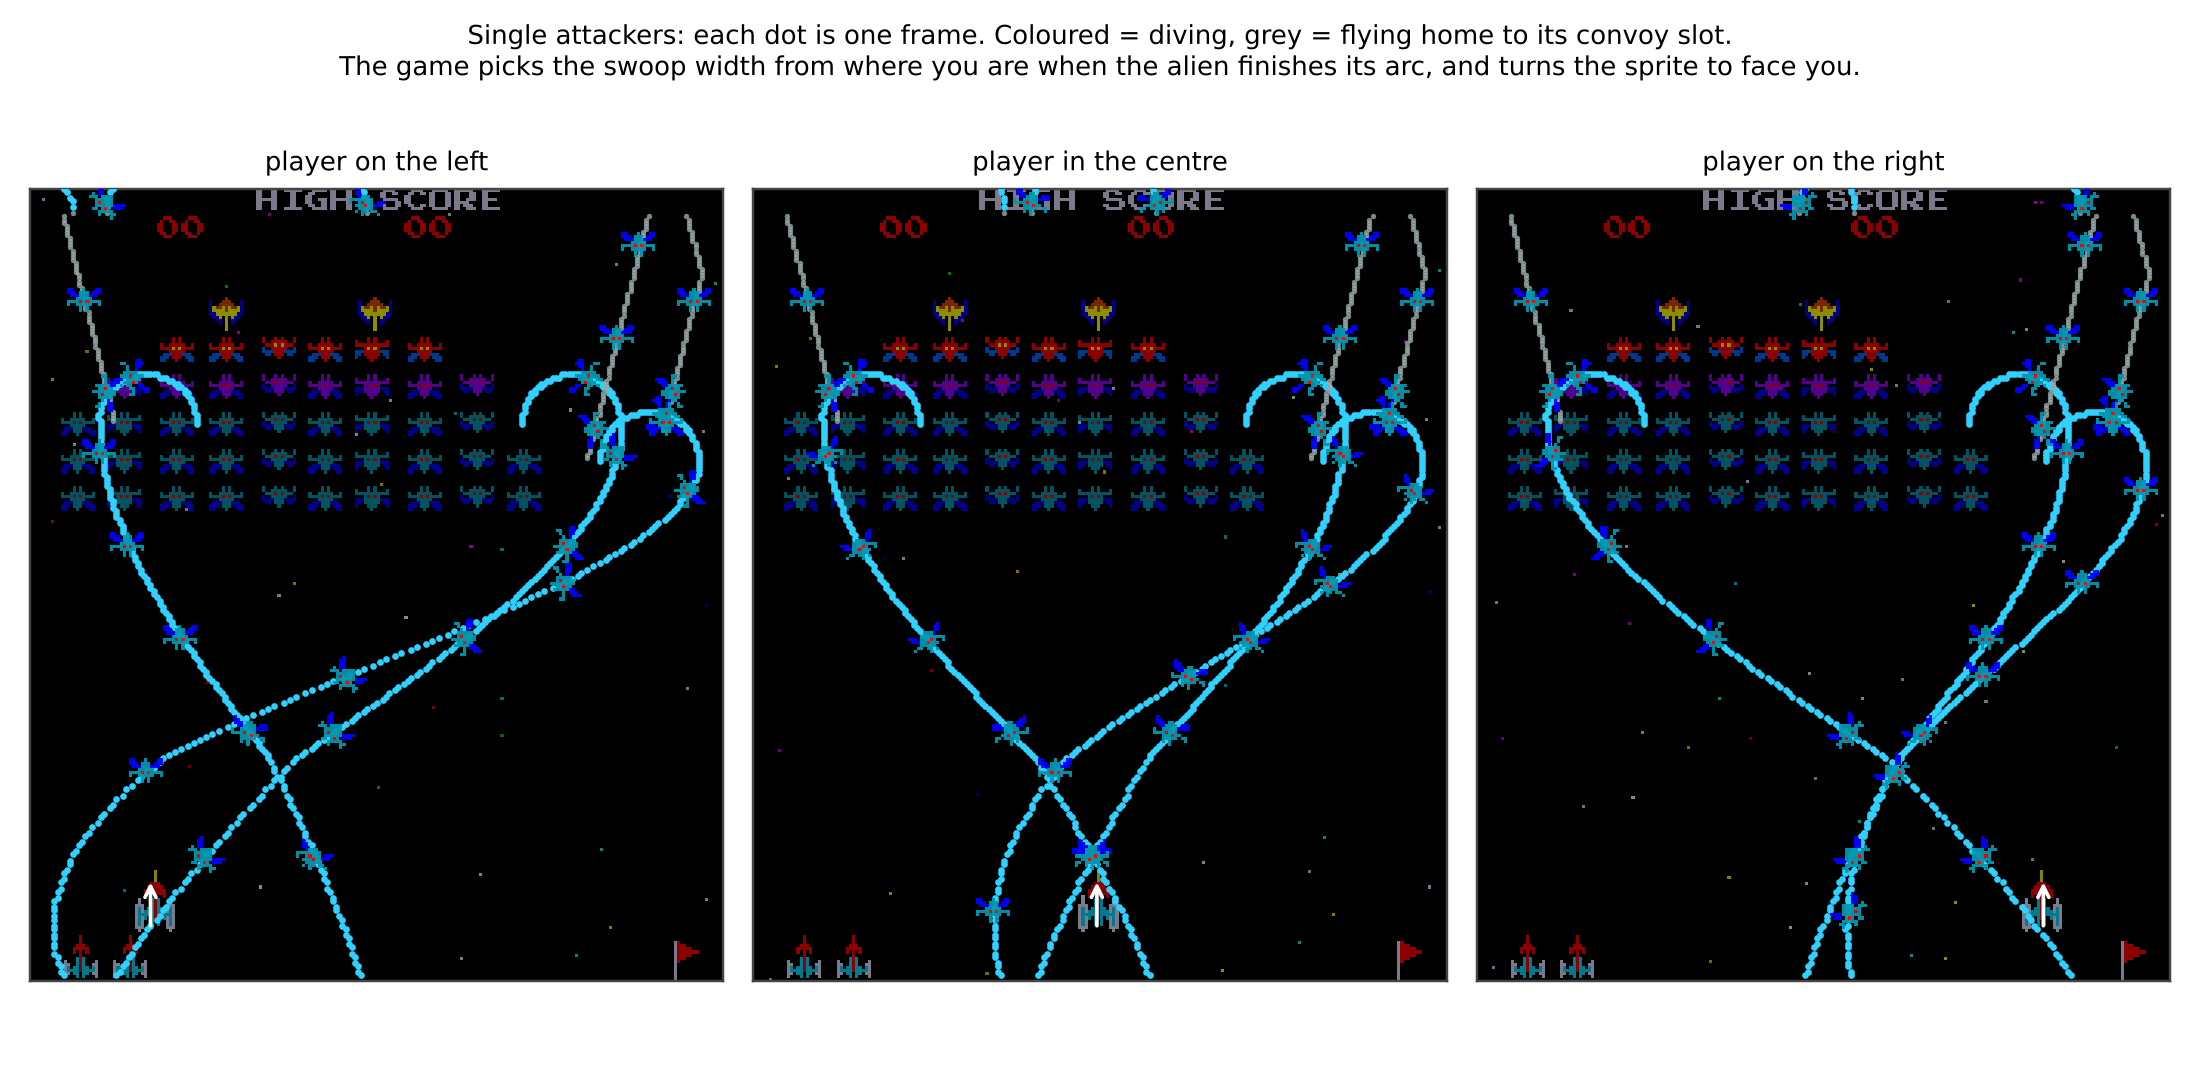 Single attackers: each dot is one frame. Coloured = diving, grey = flying home to its convoy slot.
The game picks the swoop width from where you are when the alien finishes its arc, and turns the sprite to face you.
player on the left
player in the centre
player on the right
HIGH SCORE
00 00
HIGH SCORE
00 00
HIGH SCORE
00 00